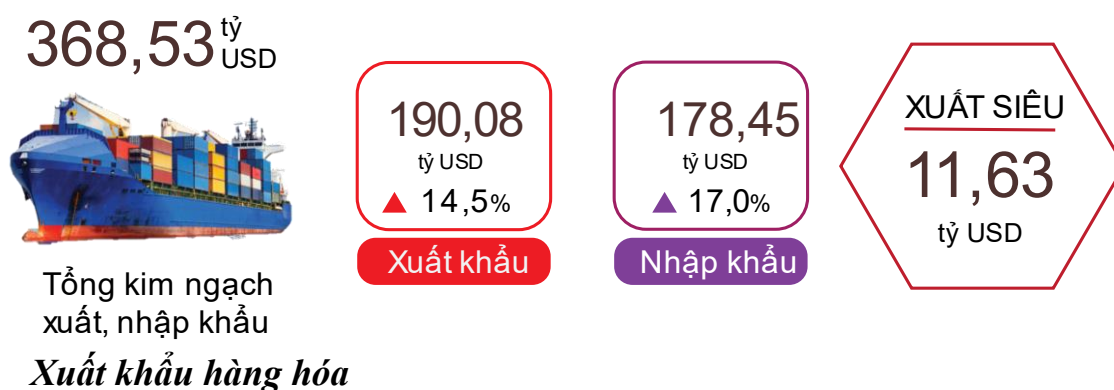 368,53 tỷ USD
Tổng kim ngạch
xuất, nhập khẩu
190,08
tỷ USD
▲ 14,5%
Xuất khẩu
178,45
tỷ USD
▲ 17,0%
Nhập khẩu
XUẤT SIÊU
11,63
tỷ USD
Xuất khẩu hàng hóa